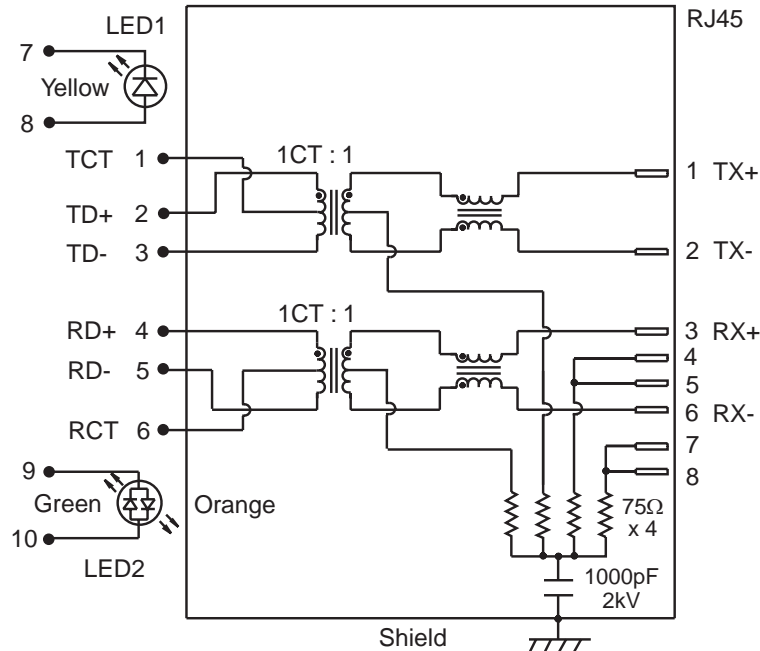 LED1
RJ45
7
Yellow
8
TCT 1
1CT : 1
1 TX+
TD+ 2
TD- 3
2 TX-
RD+ 4
1CT : 1
3 RX+
4
RD- 5
5
RCT 6
6 RX-
7
8
9
Green
Orange
10
LED2
75Ω
x 4
1000pF
2kV
Shield